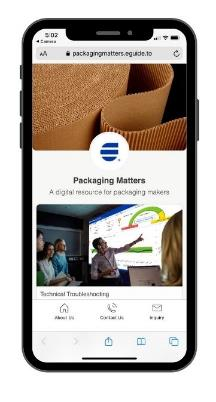 5:02
◂ Camera
AA packagingmatters.eguide.to
Packaging Matters
A digital resource for packaging makers
Technical Troubleshooting
About Us Contact Us Inquiry